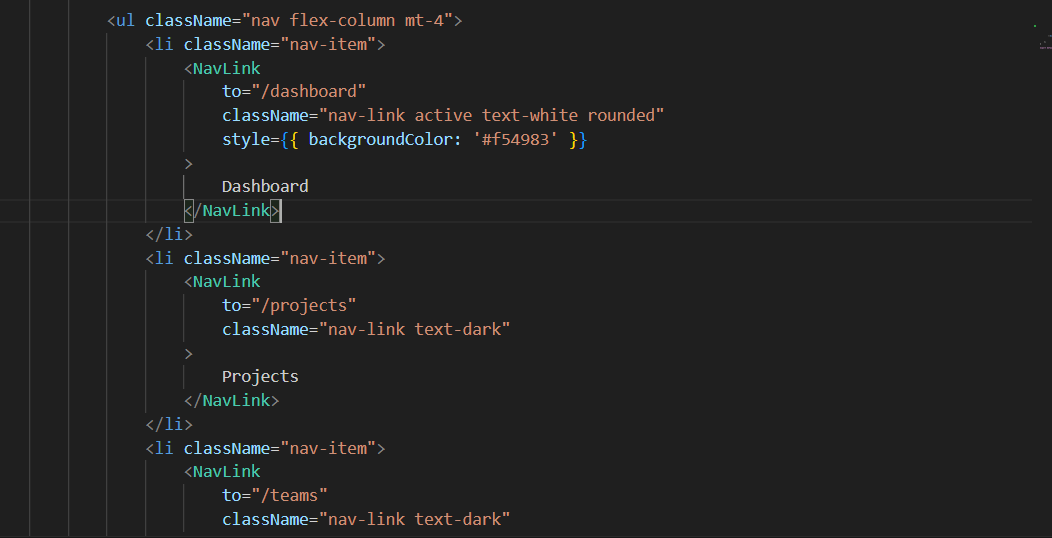 <ul className="nav flex-column mt-4">
<li className="nav-item">
<NavLink
to="/dashboard"
className="nav-link active text-white rounded"
style={{ backgroundColor: '#f54983' }}
>
Dashboard
</NavLink>
</li>
<li className="nav-item">
<NavLink
to="/projects"
className="nav-link text-dark"
>
Projects
</NavLink>
</li>
<li className="nav-item">
<NavLink
to="/teams"
className="nav-link text-dark"